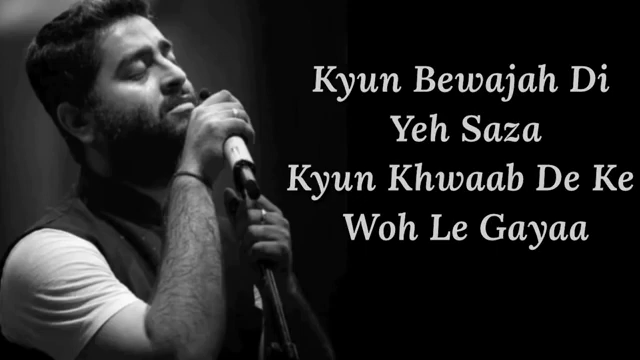 Kyun Bewajah Di
Yeh Saza
Kyun Khwaab De Ke
Woh Le Gayaa